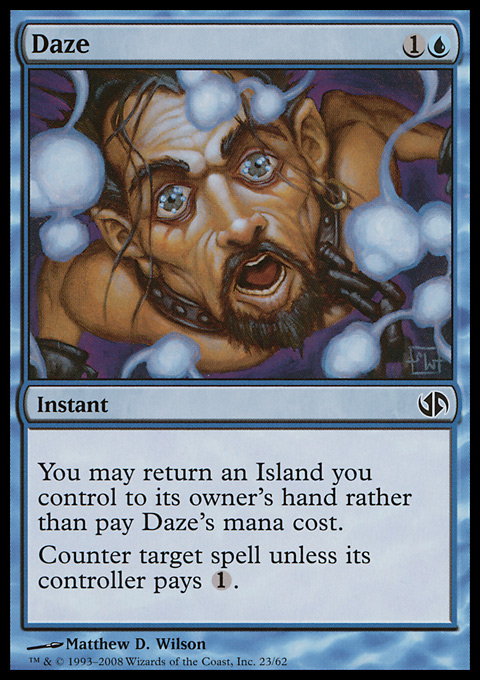 Daze 1
Instant
You may return an Island you
control to its owner's hand rather
than pay Daze's mana cost.
Counter target spell unless its
controller pays 1.
Matthew D. Wilson
™ & © 1993–2008 Wizards of the Coast, Inc. 23/62